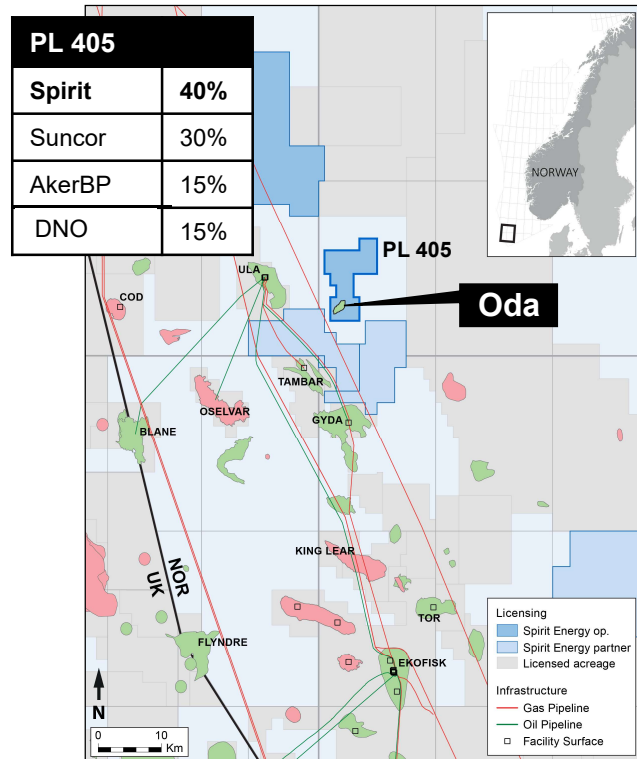 PL 405
Spirit 40%
Suncor 30%
AkerBP 15%
DNO 15%
NORWAY
PL 405
ULA
COD
Oda
TAMBAR
OSELVAR
GYDA
BLANE
KING LEAR
NOR
UK
TOR
FLYNDRE
EKOFISK
N
0 10
Km
Licensing
Spirit Energy op.
Spirit Energy partner
Licensed acreage
Infrastructure
Gas Pipeline
Oil Pipeline
Facility Surface